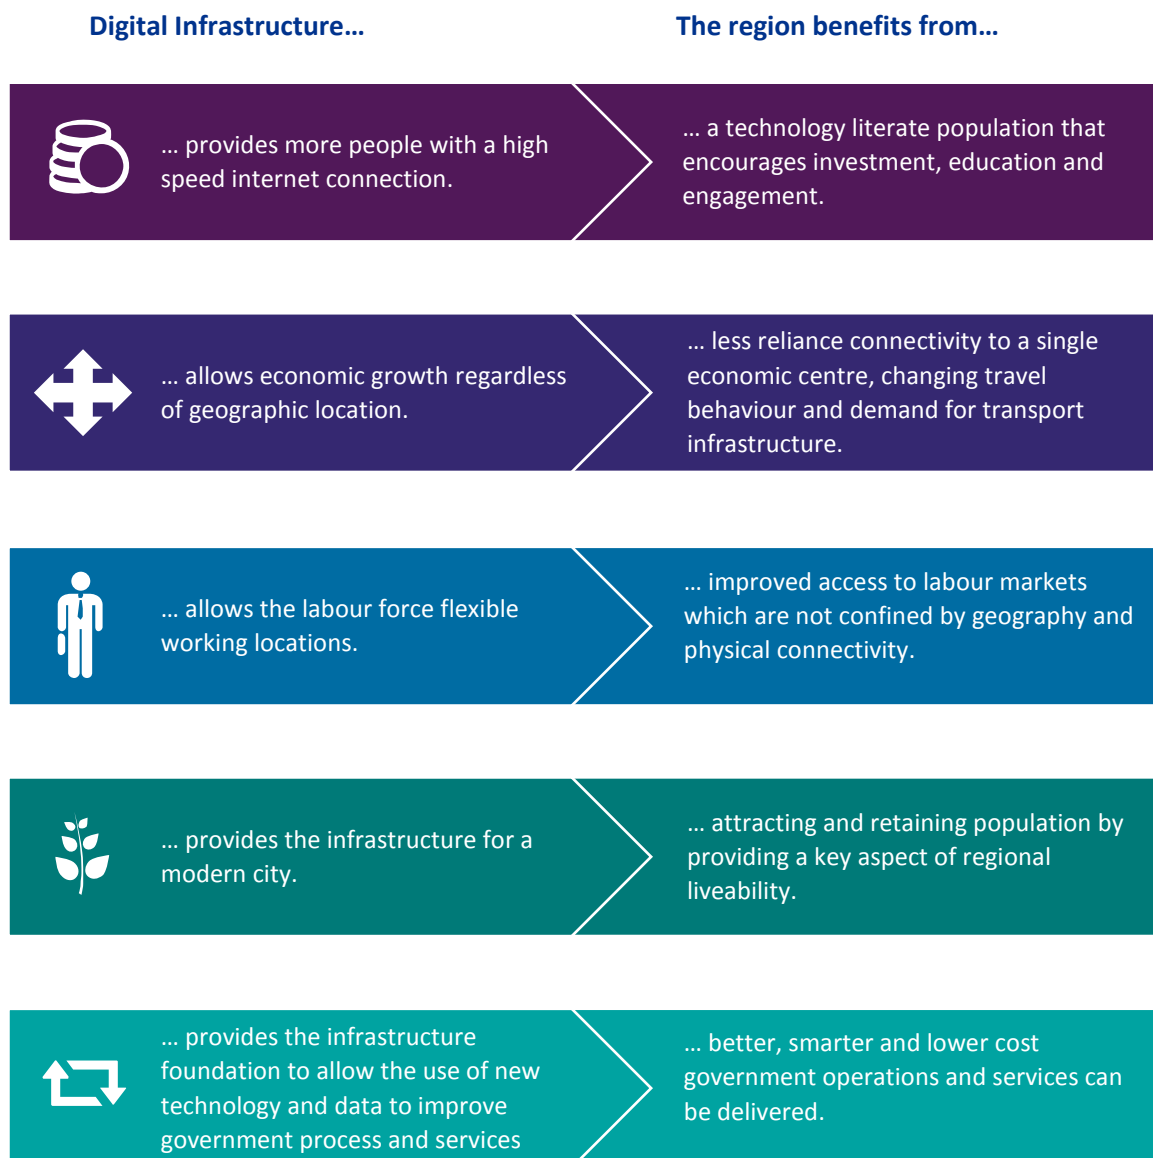 Digital Infrastructure…
The region benefits from…
… provides more people with a high
speed internet connection.
… a technology literate population that
encourages investment, education and
engagement.
… allows economic growth regardless
of geographic location.
… less reliance connectivity to a single
economic centre, changing travel
behaviour and demand for transport
infrastructure.
… allows the labour force flexible
working locations.
… improved access to labour markets
which are not confined by geography and
physical connectivity.
… provides the infrastructure for a
modern city.
… attracting and retaining population by
providing a key aspect of regional
liveability.
… provides the infrastructure
foundation to allow the use of new
technology and data to improve
government process and services
… better, smarter and lower cost
government operations and services can
be delivered.